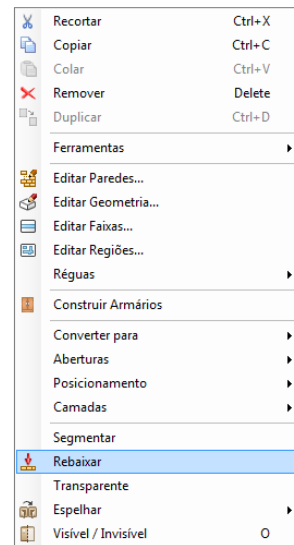 Recortar Ctrl+X
Copiar Ctrl+C
Colar Ctrl+V
Remover Delete
Duplicar Ctrl+D
Ferramentas
Editar Paredes...
Editar Geometria...
Editar Faixas...
Editar Regiões...
Réguas
Construir Armários
Converter para
Aberturas
Posicionamento
Camadas
Segmentar
Rebaixar
Transparente
Espelhar
Visível / Invisível O